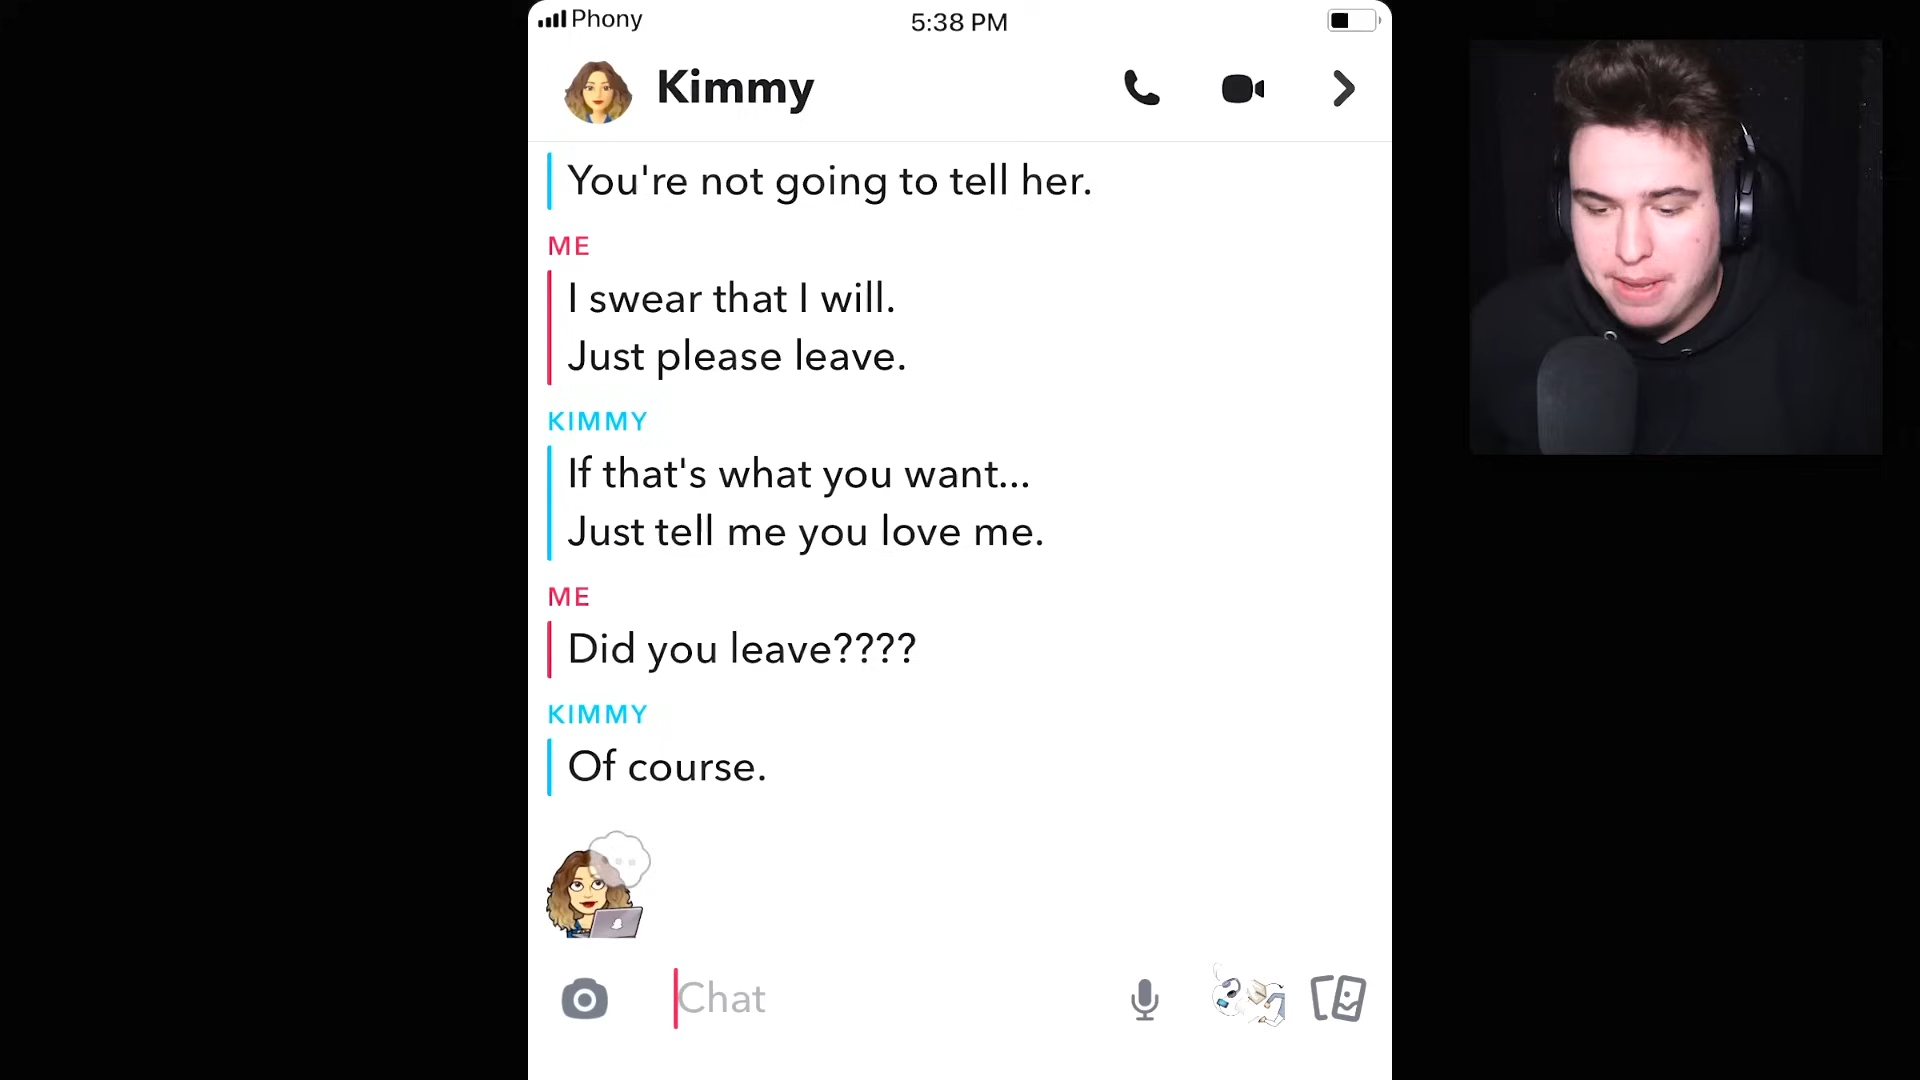 Phony
5:38 PM
Kimmy
You're not going to tell her.
ME
I swear that I will.
Just please leave.
KIMMY
If that's what you want...
Just tell me you love me.
ME
Did you leave????
KIMMY
Of course.
Chat